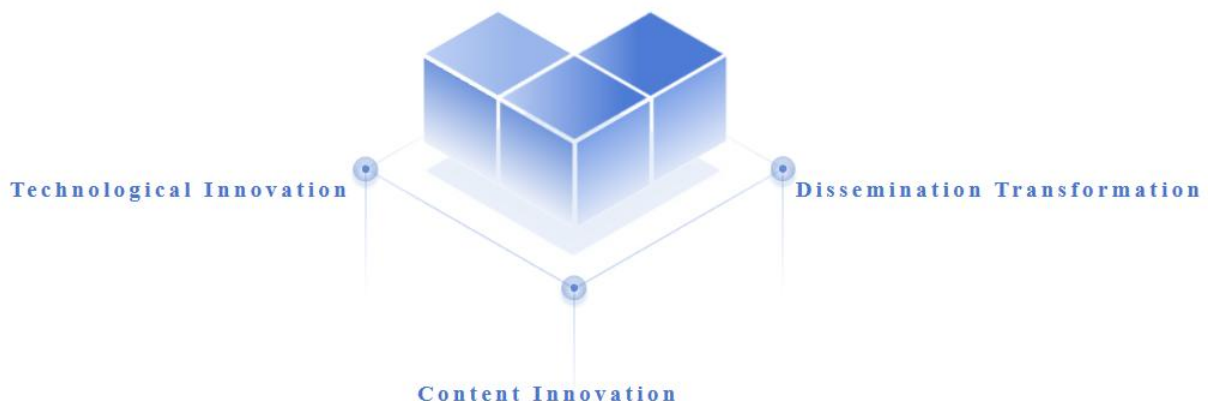 Technological Innovation
Dissemination Transformation
Content Innovation